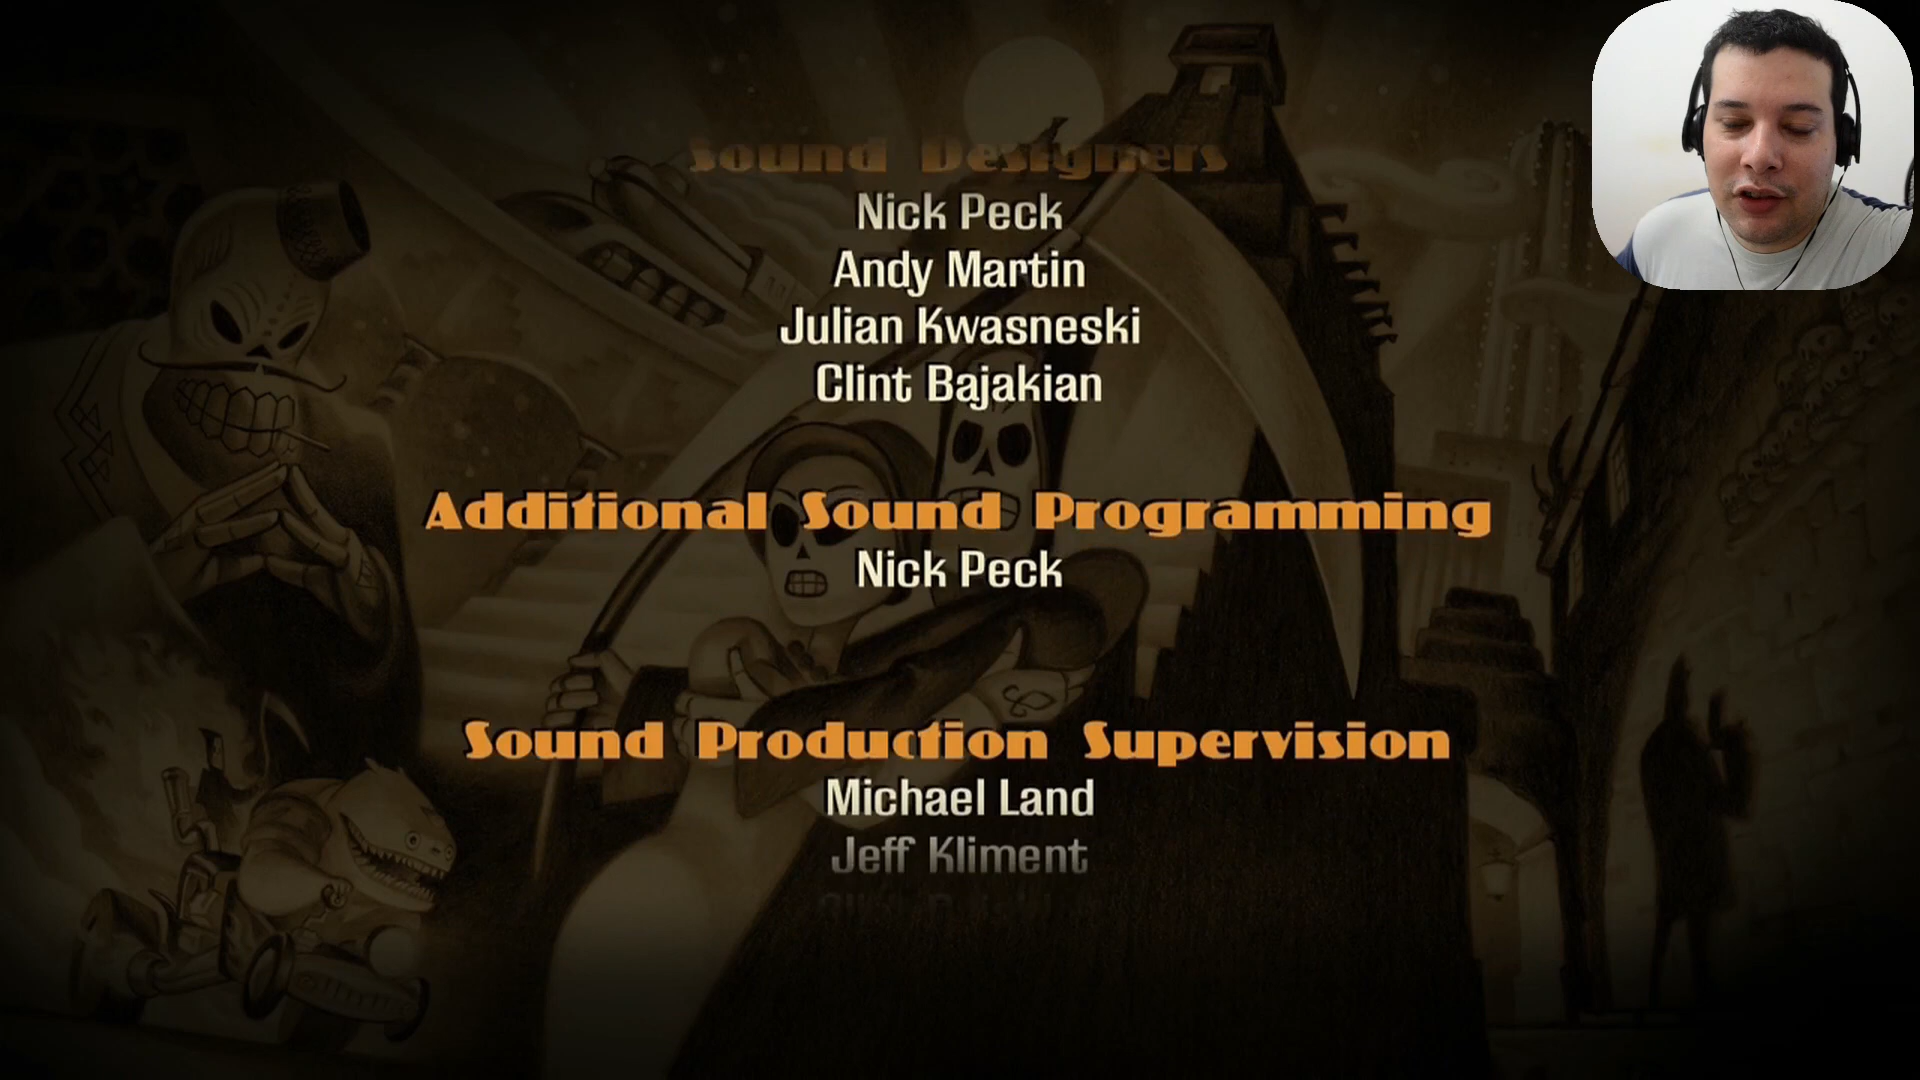 Sound Designers
Nick Peck
Andy Martin
Julian Kwasneski
Clint Bajakian
Additional Sound Programming
Nick Peck
Sound Production Supervision
Michael Land
Jeff Kliment